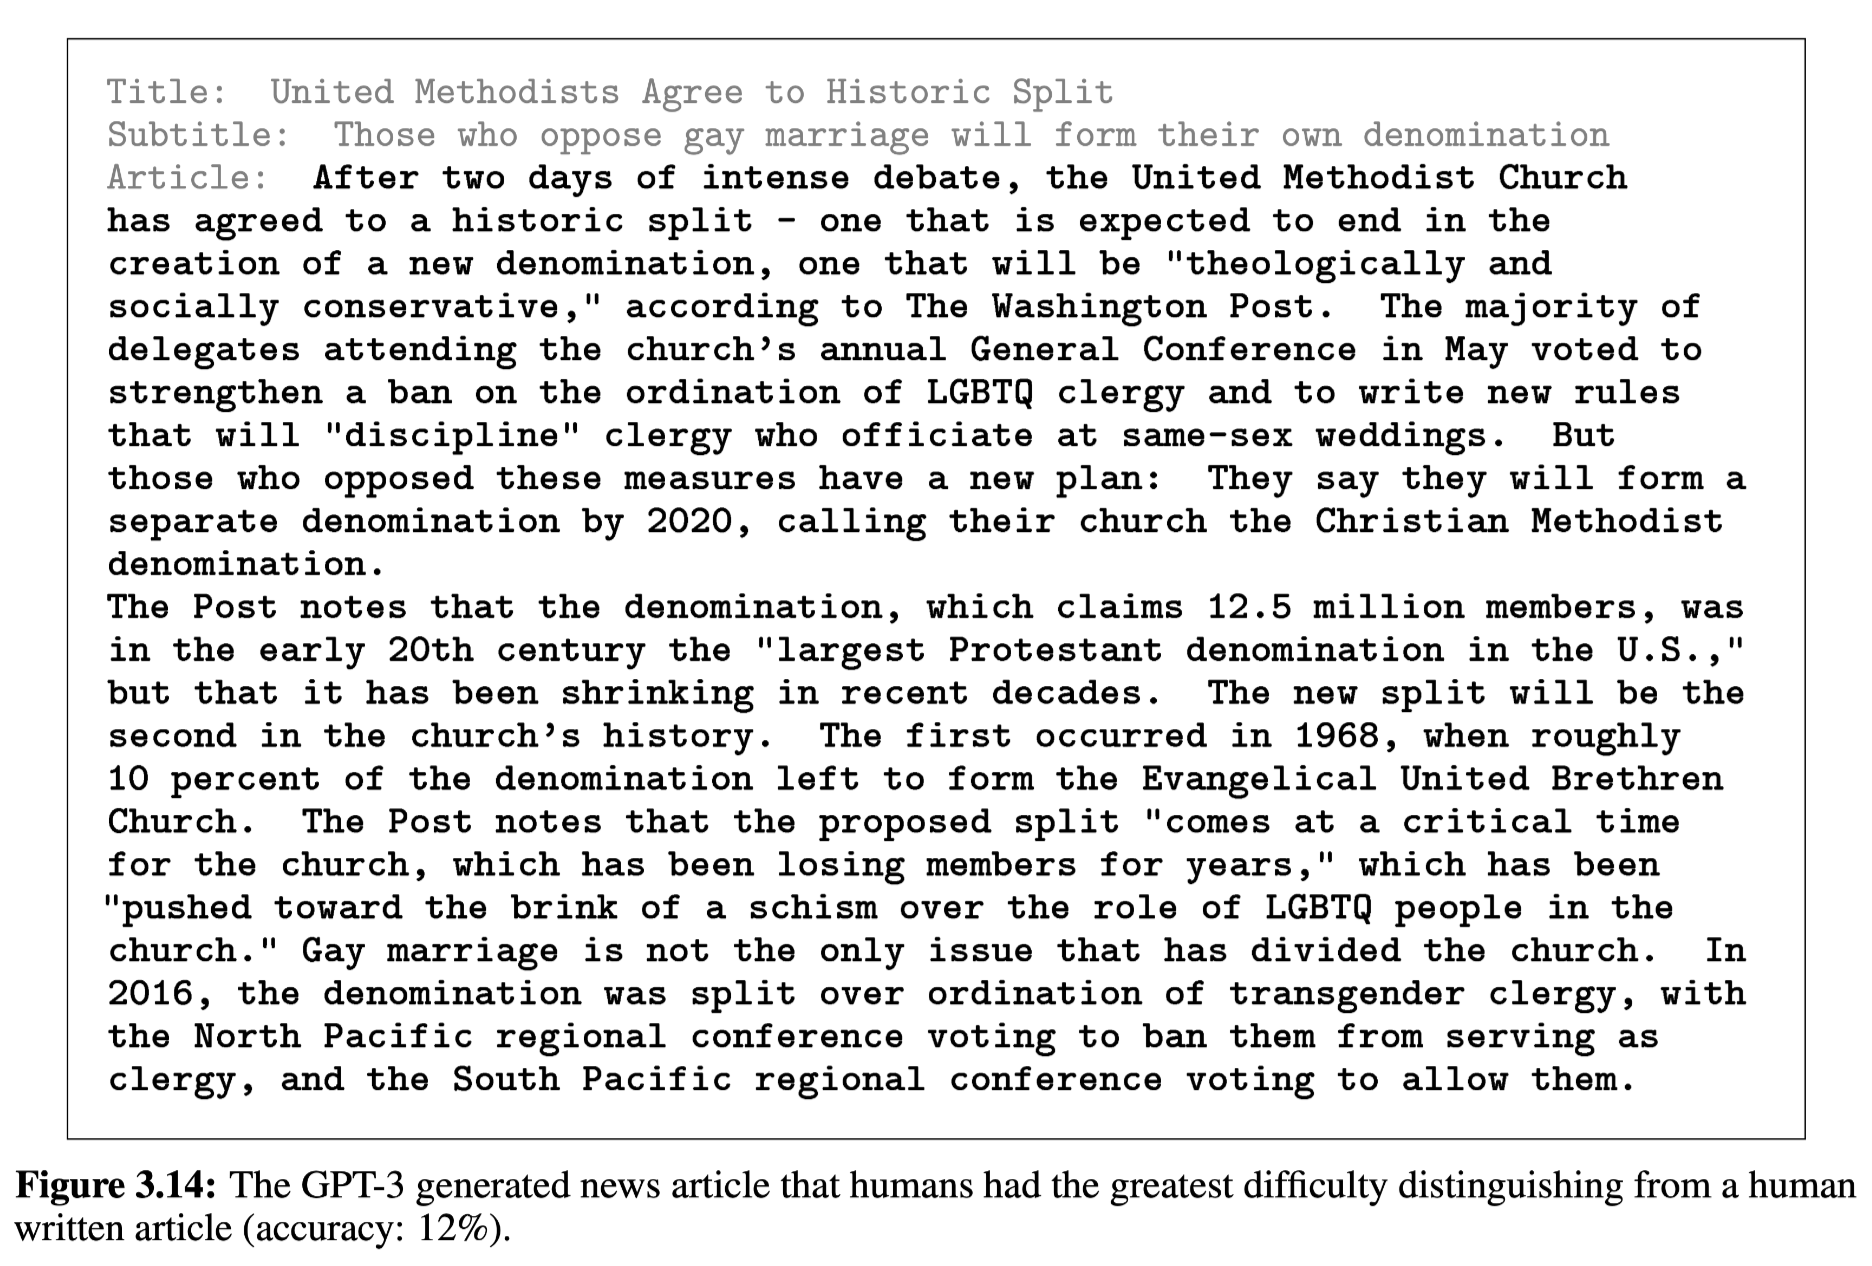 Title: United Methodists Agree to Historic Split
Subtitle: Those who oppose gay marriage will form their own denomination
Article: After two days of intense debate, the United Methodist Church
has agreed to a historic split - one that is expected to end in the
creation of a new denomination, one that will be "theologically and
socially conservative," according to The Washington Post. The majority of
delegates attending the church's annual General Conference in May voted to
strengthen a ban on the ordination of LGBTQ clergy and to write new rules
that will "discipline" clergy who officiate at same-sex weddings. But
those who opposed these measures have a new plan: They say they will form a
separate denomination by 2020, calling their church the Christian Methodist
denomination.
The Post notes that the denomination, which claims 12.5 million members, was
in the early 20th century the "largest Protestant denomination in the U.S.,"
but that it has been shrinking in recent decades. The new split will be the
second in the church's history. The first occurred in 1968, when roughly
10 percent of the denomination left to form the Evangelical United Brethren
Church. The Post notes that the proposed split "comes at a critical time
for the church, which has been losing members for years," which has been
"pushed toward the brink of a schism over the role of LGBTQ people in the
church." Gay marriage is not the only issue that has divided the church. In
2016, the denomination was split over ordination of transgender clergy, with
the North Pacific regional conference voting to ban them from serving as
clergy, and the South Pacific regional conference voting to allow them.
Figure 3.14: The GPT-3 generated news article that humans had the greatest difficulty distinguishing from a human
written article (accuracy: 12%).